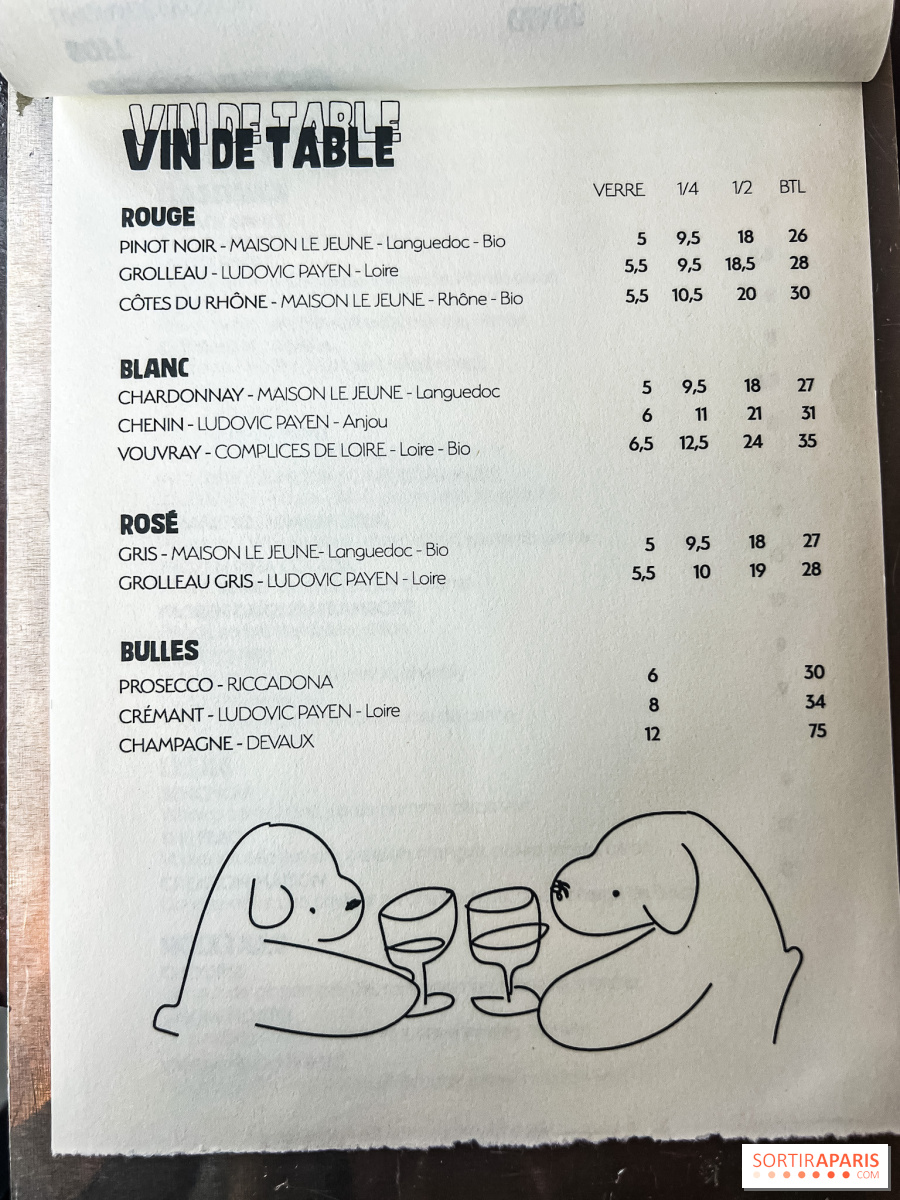 VIN DE TABLE
VIN DE TABLE
VERRE 1/4 1/2 BTL
ROUGE
PINOT NOIR - MAISON LE JEUNE - Languedoc - Bio 5 9,5 18 26
GROLLEAU - LUDOVIC PAYEN - Loire 5,5 9,5 18,5 28
CÔTES DU RHÔNE - MAISON LE JEUNE - Rhône - Bio 5,5 10,5 20 30
BLANC
CHARDONNAY - MAISON LE JEUNE - Languedoc 5 9,5 18 27
CHENIN - LUDOVIC PAYEN - Anjou 6 11 21 31
VOUVRAY - COMPLICES DE LOIRE - Loire - Bio 6,5 12,5 24 35
ROSÉ
GRIS - MAISON LE JEUNE- Languedoc - Bio 5 9,5 18 27
GROLLEAU GRIS - LUDOVIC PAYEN - Loire 5,5 10 19 28
BULLES
PROSECCO - RICCADONA 6 30
CRÉMANT - LUDOVIC PAYEN - Loire 8 34
CHAMPAGNE - DEVAUX 12 75
SORTIRAPARIS
.COM